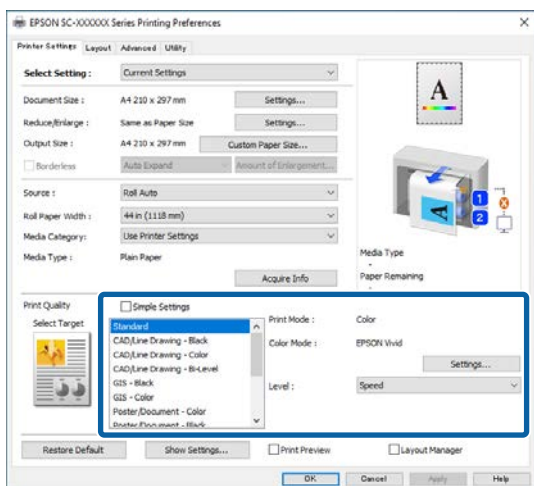 EPSON SC-XXXXXX Series Printing Preferences
Printer Settings Layout Advanced Utility
Select Setting : Current Settings
Document Size : A4 210 x 297 mm Settings...
Reduce/Enlarge : Same as Paper Size Settings...
Output Size : A4 210 x 297 mm Custom Paper Size...
Borderless Auto Expand Amount of Enlargement...
Source : Roll Auto
Roll Paper Width : 44 in (1118 mm)
Media Category: Use Printer Settings
Media Type : Plain Paper
Acquire Info
A
A
1
2
Media Type
-
Paper Remaining
-
Print Quality
Select Target
Simple Settings
Standard
CAD/Line Drawing - Black
CAD/Line Drawing - Color
CAD/Line Drawing - Bi-Level
GIS - Black
GIS - Color
Poster/Document - Color
Poster/Document - Black
Print Mode : Color
Color Mode : EPSON Vivid
Settings...
Level : Speed
Restore Default Show Settings... Print Preview Layout Manager
OK Cancel Apply Help